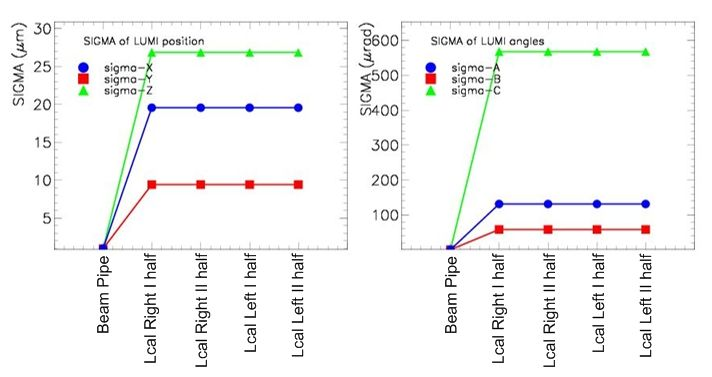 SIGMA (μm)
30
25
20
15
10
5
SIGMA of LUMI position
sigma-X
sigma-Y
sigma-Z
Beam Pipe
Lcal Right I half
Lcal Right II half
Lcal Left I half
Lcal Left II half
SIGMA (μrad)
600
500
400
300
200
100
SIGMA of LUMI angles
sigma-A
sigma-B
sigma-C
Beam Pipe
Lcal Right I half
Lcal Right II half
Lcal Left I half
Lcal Left II half